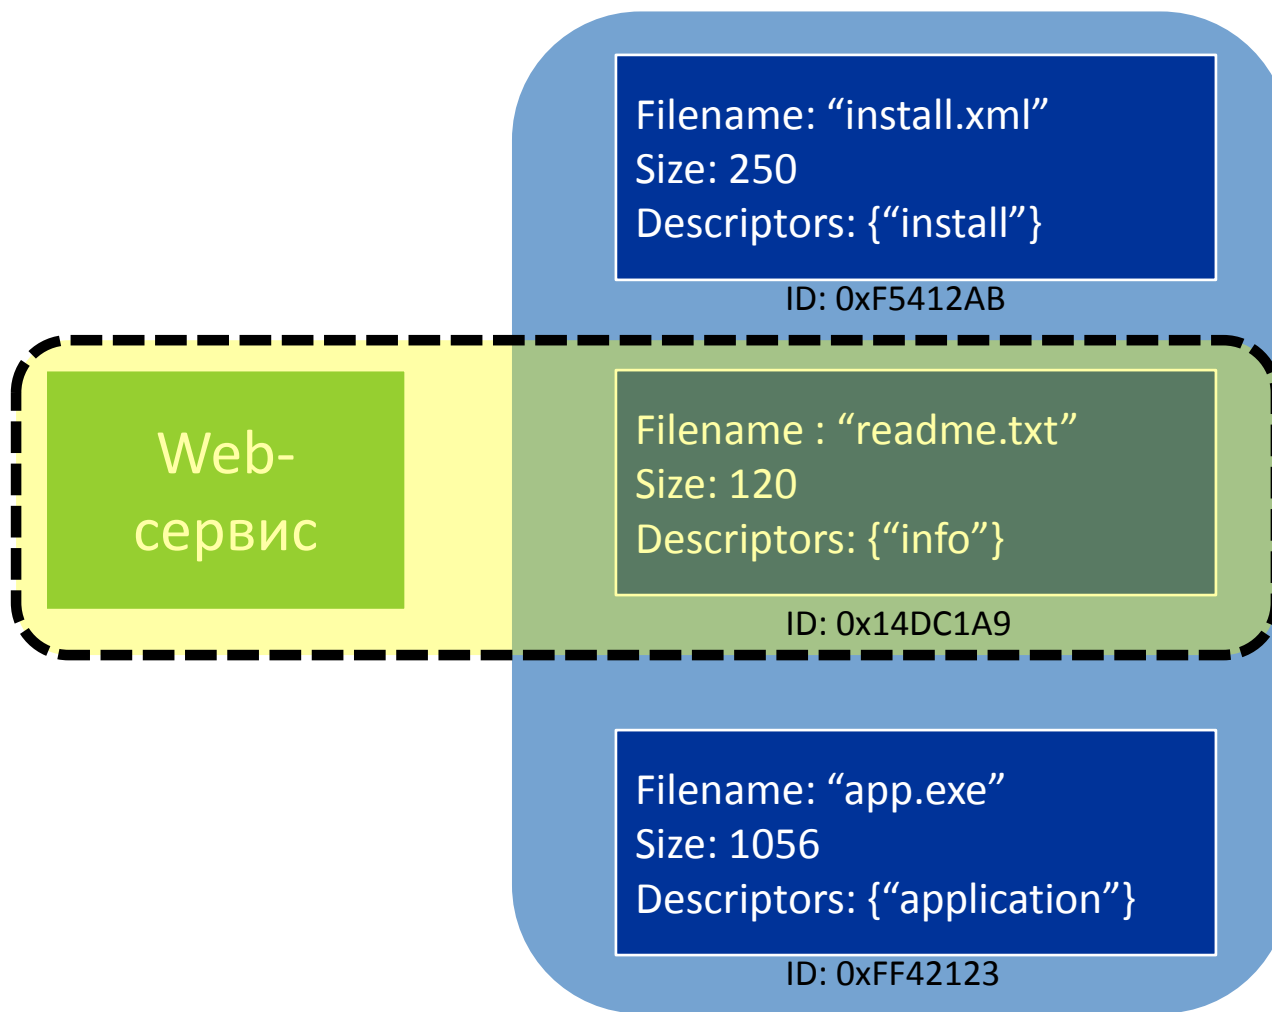 Filename: “install.xml”
Size: 250
Descriptors: {“install”}
ID: 0xF5412AB
Web-
сервис
Filename : “readme.txt”
Size: 120
Descriptors: {“info”}
ID: 0x14DC1A9
Filename: “app.exe”
Size: 1056
Descriptors: {“application”}
ID: 0xFF42123